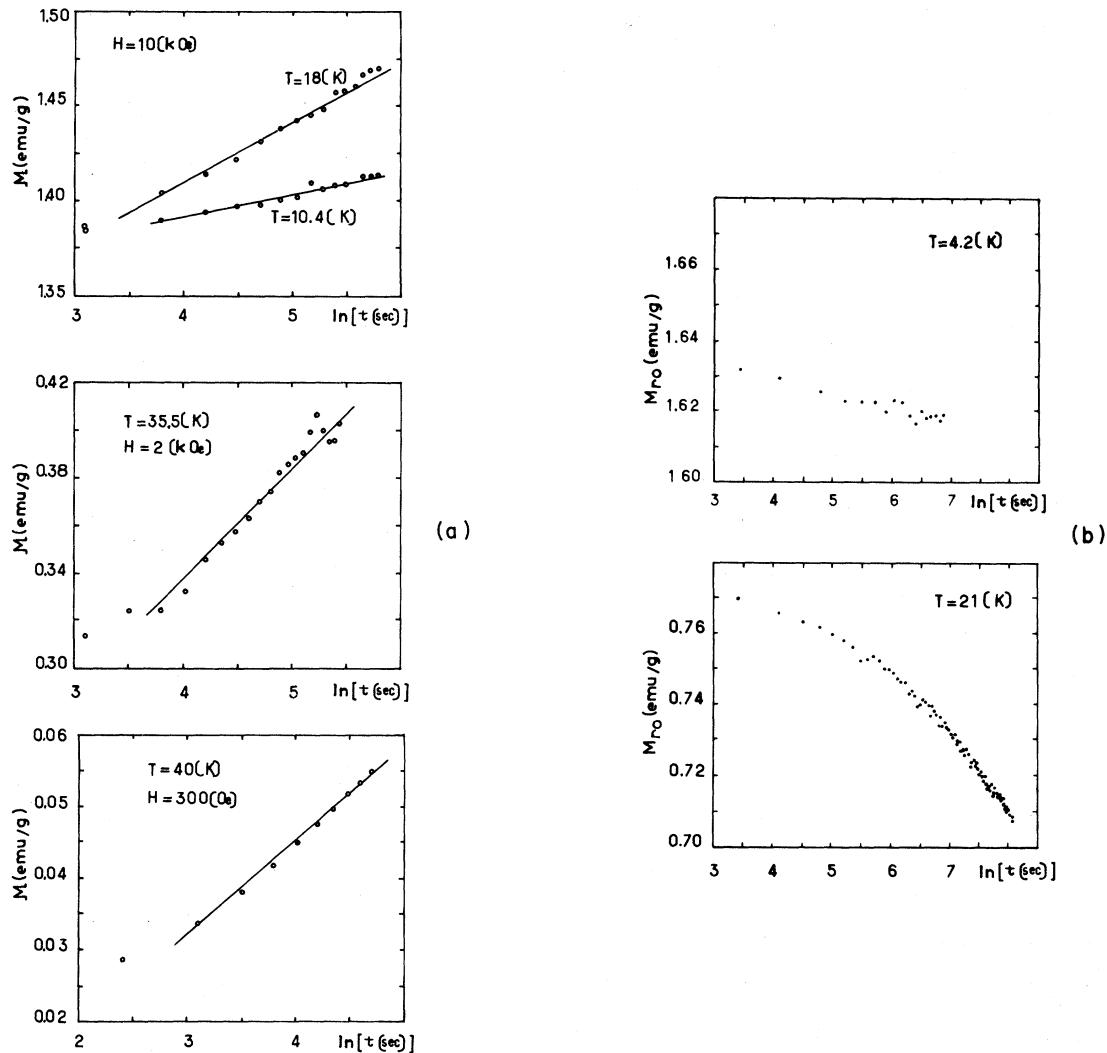 1,50
H=10(kOe)
T=18(K)
1.45
M(emu/g)
1.40
T=10.4(K)
1.35
3 4 5 ln[t(sec)]
0.42
T=35,5(K)
H=2(kOe)
0.38
M(emu/g)
0.34
0.30
3 4 5 ln[t(sec)]
(a)
0.06
T=40(K)
H=300(Oe)
0.05
M(emu/g)
0.04
0.03
0.02
2 3 4 ln[t(sec)]
T=4.2(K)
1.66
Mro(emu/g)
1.64
1.62
1.60
3 4 5 6 7 ln[t(sec)]
(b)
T=21(K)
0.76
Mro(emu/g)
0.74
0.72
0.70
3 4 5 6 7 ln[t(sec)]